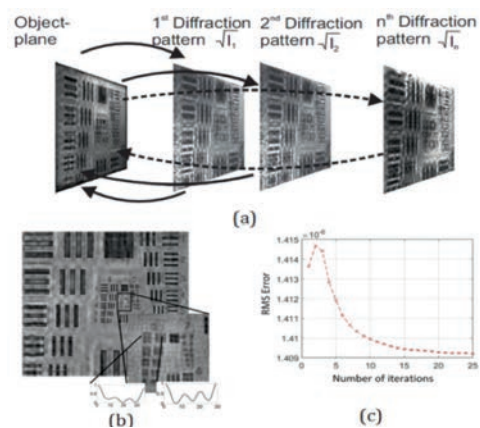 Object-
plane
1st Diffraction
pattern √I1
2nd Diffraction
pattern √I2
nth Diffraction
pattern √In
(a)
(b)
1.415
1.414
1.413
1.412
1.411
1.41
1.409
RMS Error
0 5 10 15 20 25
Number of iterations
(c)